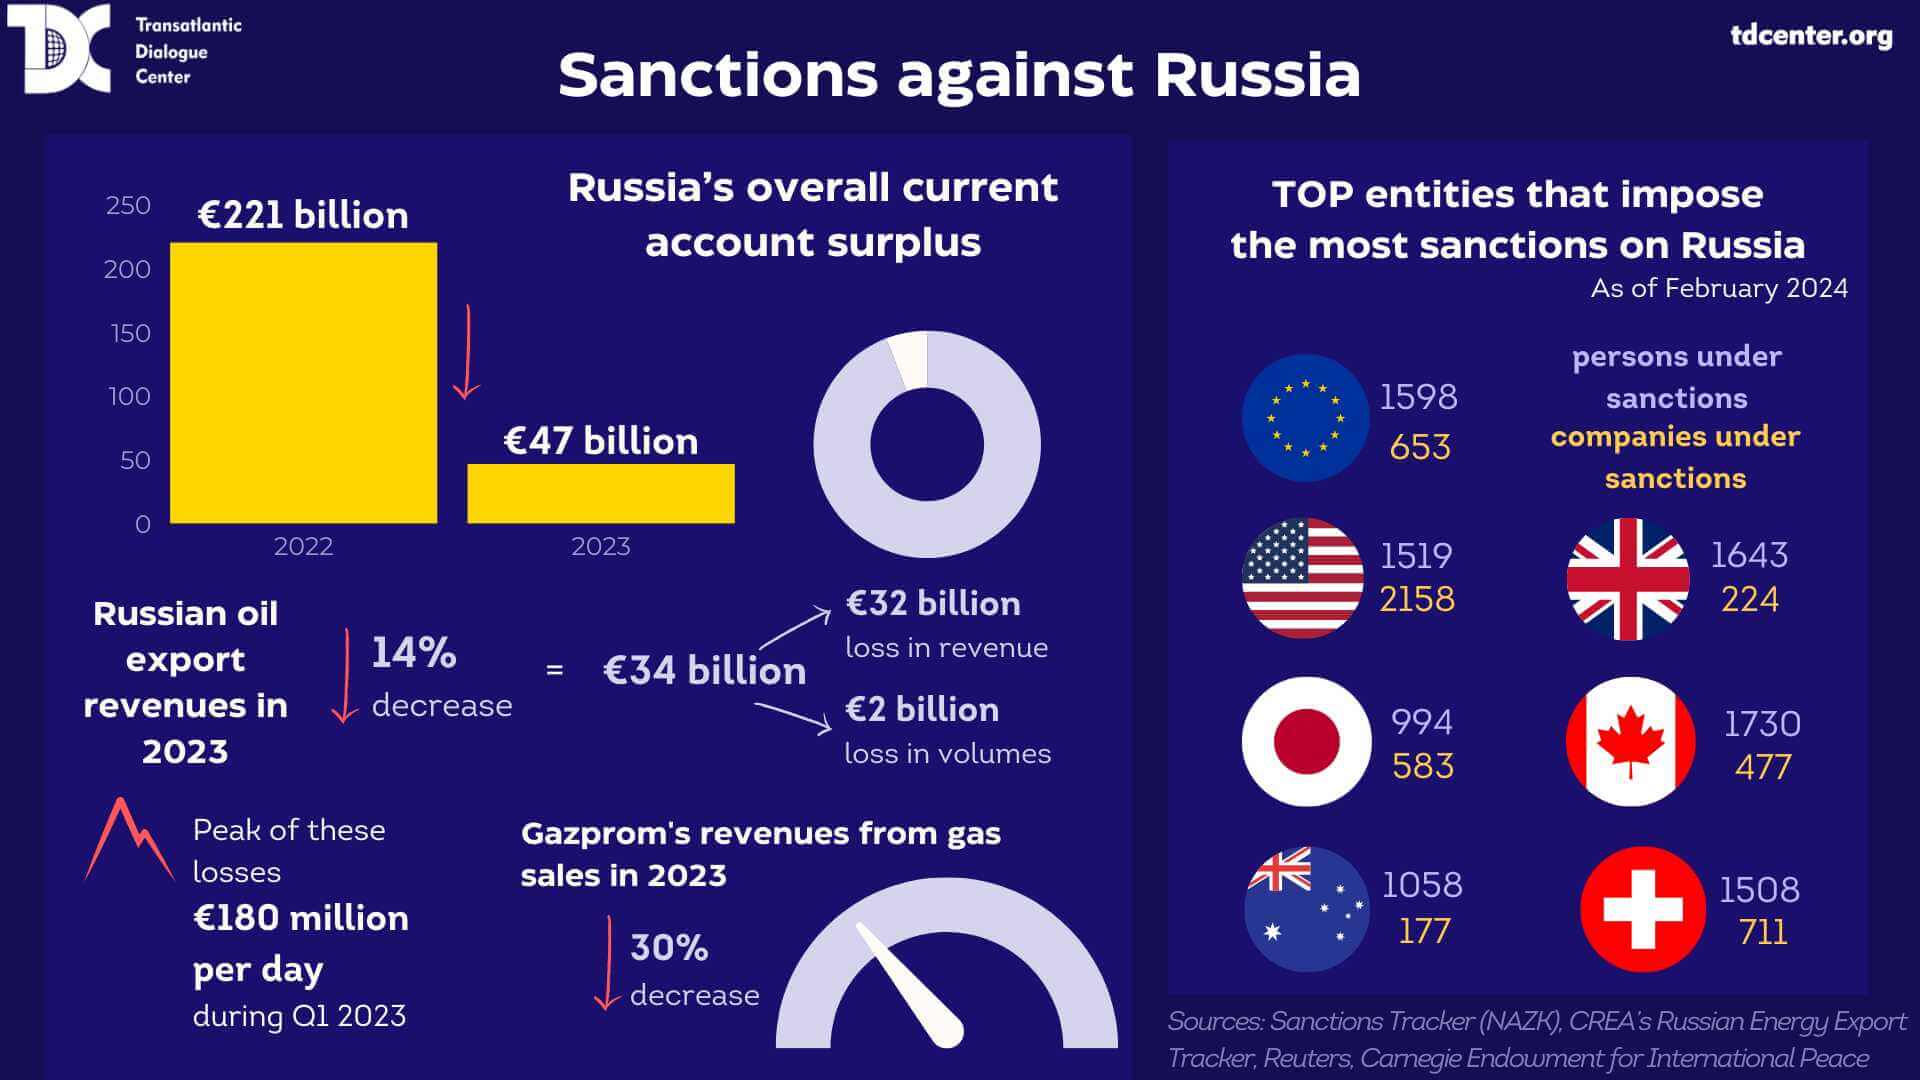 Transatlantic
Dialogue
Center
tdcenter.org
Sanctions against Russia
Russia's overall current
account surplus
250
200
150
100
50
0
€221 billion
€47 billion
2022
2023
Russian oil
export
revenues in
2023
14%
decrease
=
€34 billion
€32 billion
loss in revenue
€2 billion
loss in volumes
Peak of these
losses
€180 million
per day
during Q1 2023
Gazprom's revenues from gas
sales in 2023
30%
decrease
TOP entities that impose
the most sanctions on Russia
As of February 2024
persons under
sanctions
companies under
sanctions
1598
653
1519
2158
1643
224
994
583
1730
477
1058
177
1508
711
Sources: Sanctions Tracker (NAZK), CREA's Russian Energy Export
Tracker, Reuters, Carnegie Endowment for International Peace